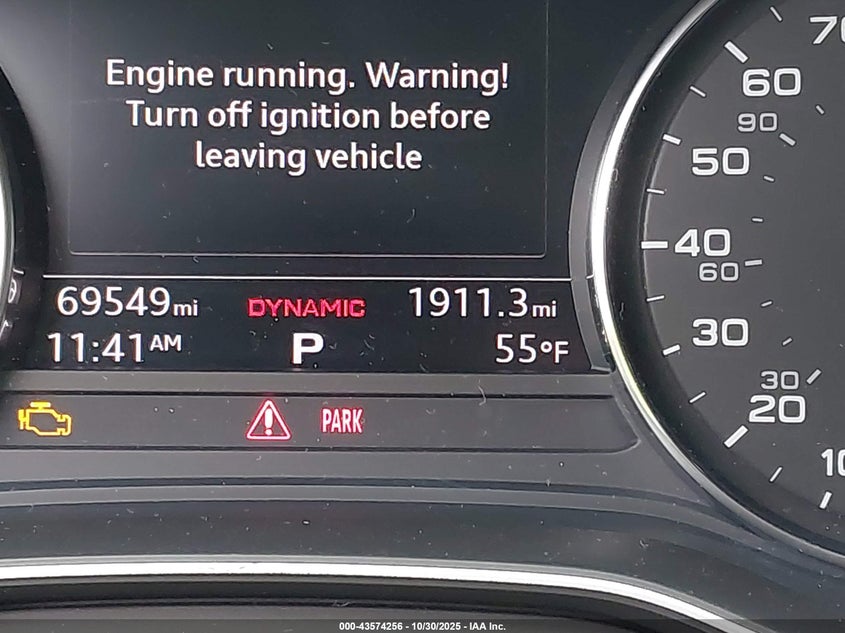 Engine running. Warning!
Turn off ignition before
leaving vehicle
69549mi DYNAMIC 1911.3mi
11:41AM P 55°F
PARK
70
60
90
50
40
60
30
30
20
10
000-43574256 - 10/30/2025 - IAA Inc.